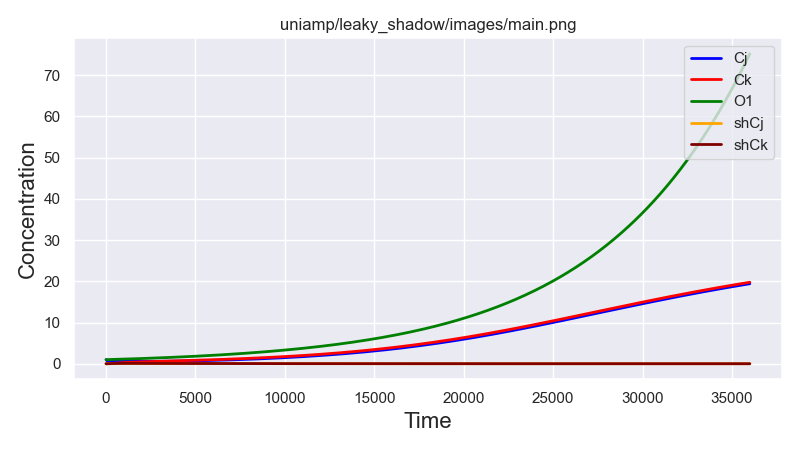 uniamp/leaky_shadow/images/main.png
Concentration
70
60
50
40
30
20
10
0
Cj
Ck
O1
shCj
shCk
0 5000 10000 15000 20000 25000 30000 35000
Time